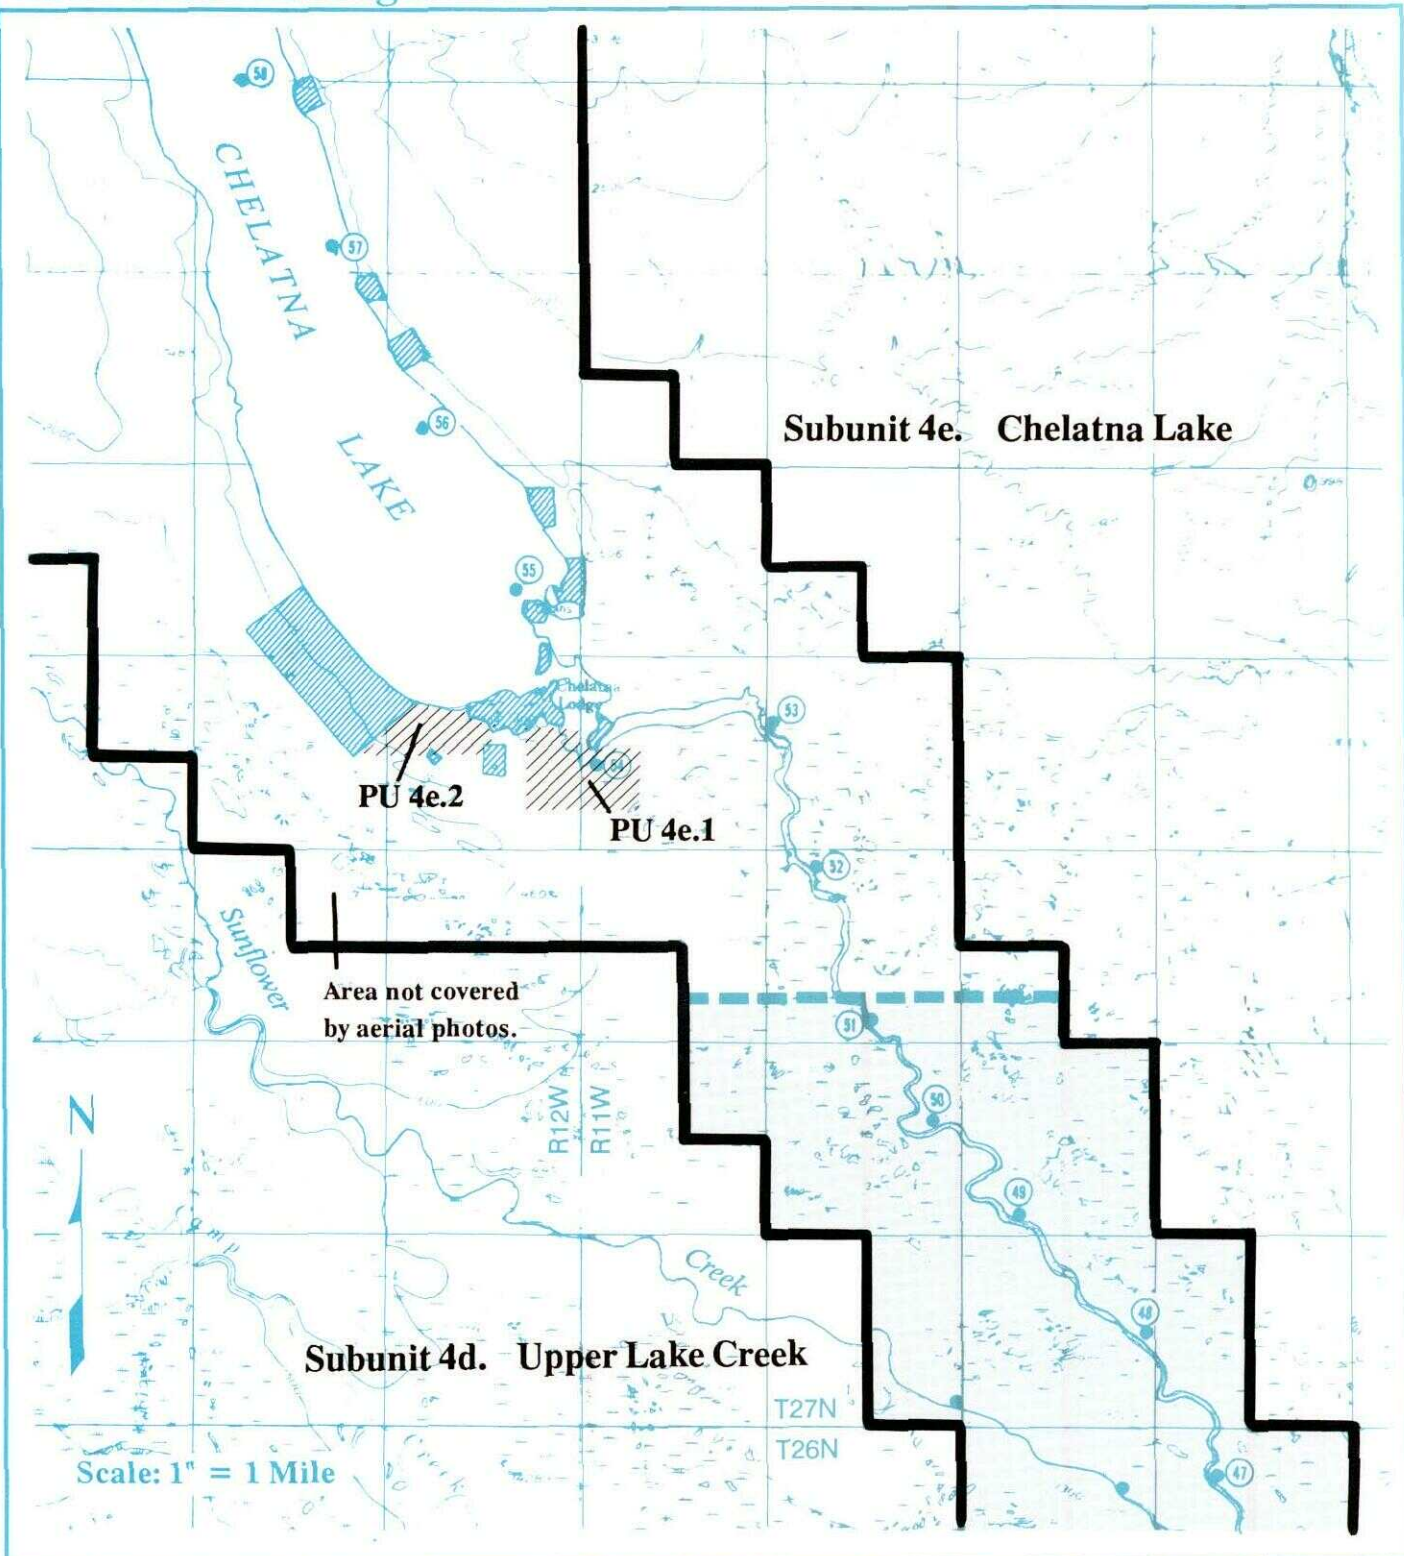 58
CHELATNA
57
56
LAKE
Subunit 4e. Chelatna Lake
55
Chelatna
Lodge
53
54
PU 4e.2
PU 4e.1
52
Sunflower
Area not covered
by aerial photos.
51
N
50
R12W
R11W
49
Creek
48
Subunit 4d. Upper Lake Creek
T27N
T26N
Scale: 1" = 1 Mile
47